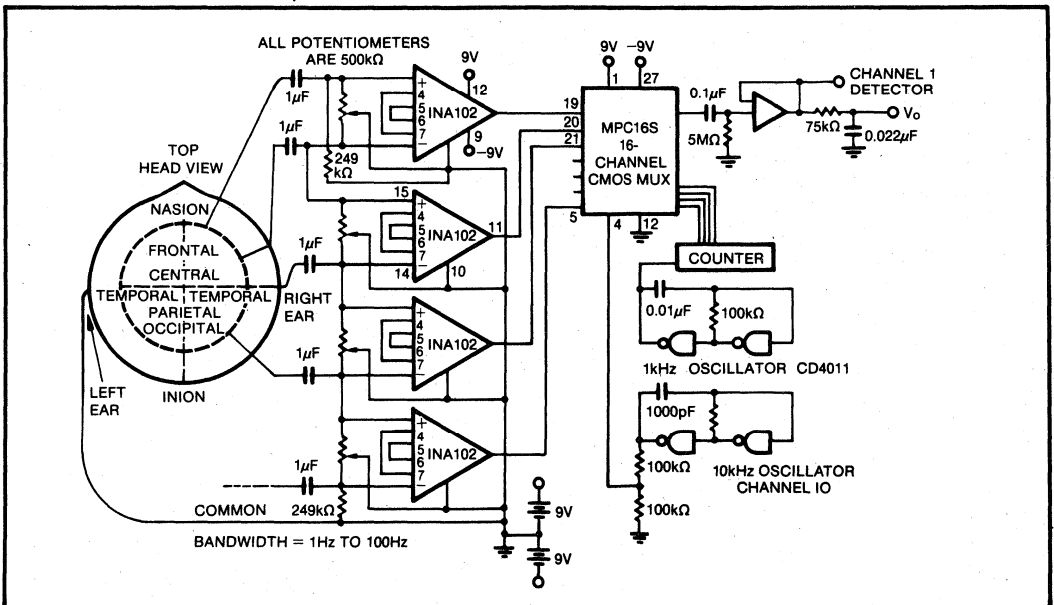 ALL POTENTIOMETERS
ARE 500kΩ
1μF
1μF
+
4
5
6
7
−
INA102
9V
12
9
−9V
249
kΩ
TOP
HEAD VIEW
NASION
FRONTAL
CENTRAL
TEMPORAL
TEMPORAL
PARIETAL
OCCIPITAL
RIGHT
EAR
LEFT
EAR
INION
1μF
15
+
4
5
6
7
14
−
INA102
11
10
1μF
+
4
5
6
7
−
INA102
1μF
+
4
5
6
7
−
INA102
249kΩ
COMMON
BANDWIDTH = 1Hz TO 100Hz
9V
9V
9V
−9V
1
27
19
20
21
5
4
12
MPC16S
16-
CHANNEL
CMOS MUX
0.1μF
5MΩ
CHANNEL 1
DETECTOR
75kΩ
Vo
0.022μF
COUNTER
0.01μF
100kΩ
1kHz OSCILLATOR CD4011
1000pF
100kΩ
100kΩ
10kHz OSCILLATOR
CHANNEL IO